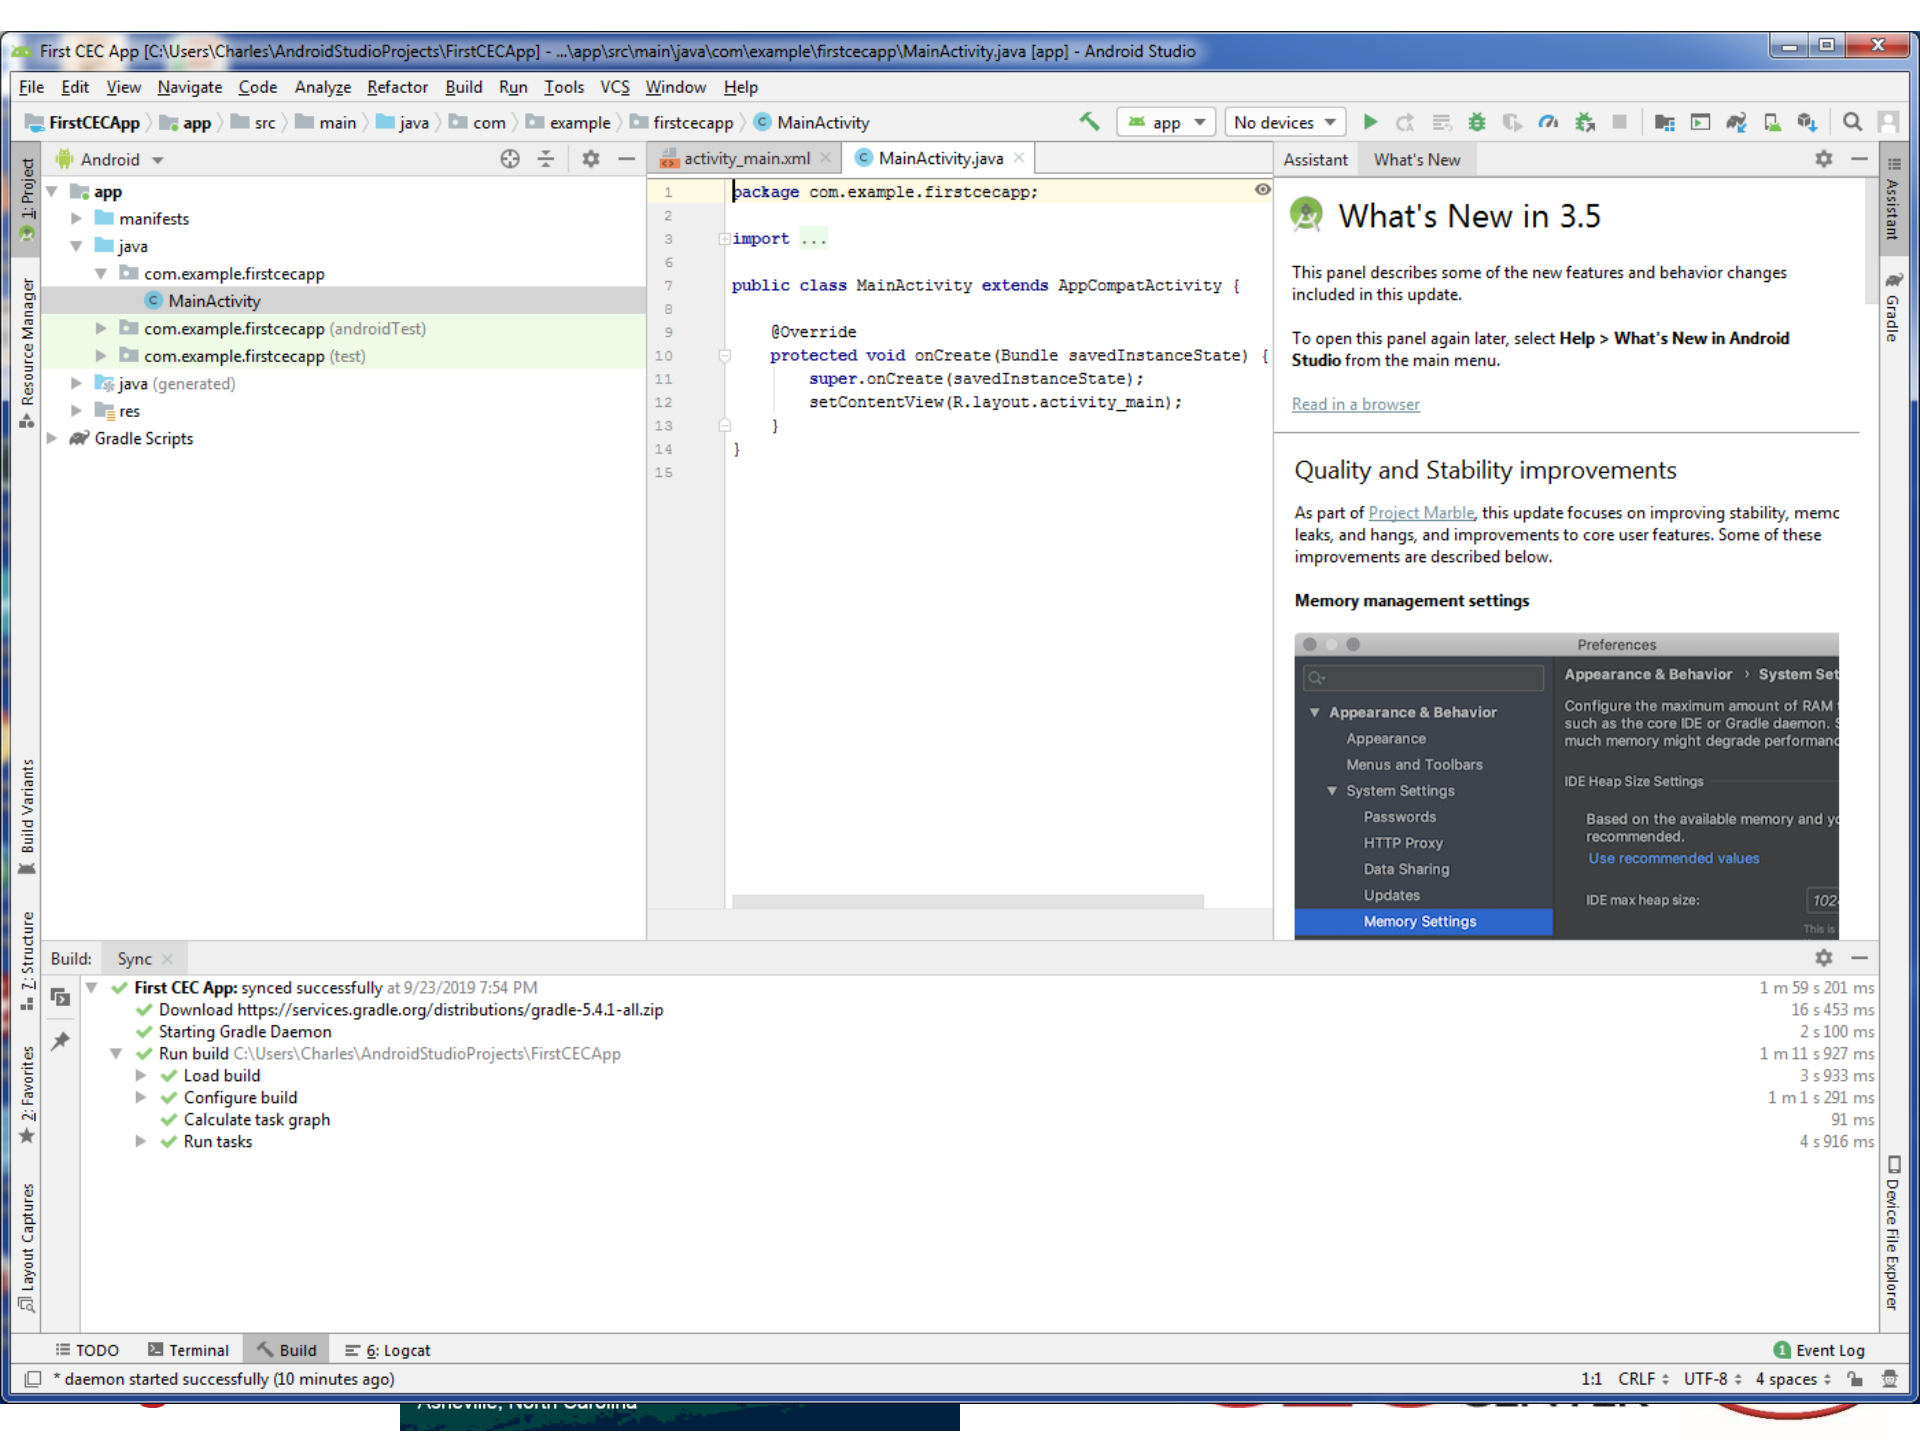 First CEC App [C:\Users\Charles\AndroidStudioProjects\FirstCECApp] - ...\app\src\main\java\com\example\firstcecapp\MainActivity.java [app] - Android Studio
File Edit View Navigate Code Analyze Refactor Build Run Tools VCS Window Help
FirstCECApp app src main java com example firstcecapp MainActivity app No devices
1: Project
Resource Manager
Build Variants
7: Structure
2: Favorites
Layout Captures
Android
app
manifests
java
com.example.firstcecapp
MainActivity
com.example.firstcecapp (androidTest)
com.example.firstcecapp (test)
java (generated)
res
Gradle Scripts
activity_main.xml MainActivity.java
1 package com.example.firstcecapp;
2
3 import ...
6
7 public class MainActivity extends AppCompatActivity {
8
9 @Override
10 protected void onCreate(Bundle savedInstanceState) {
11 super.onCreate(savedInstanceState);
12 setContentView(R.layout.activity_main);
13 }
14 }
15
Assistant What's New
What's New in 3.5
This panel describes some of the new features and behavior changes
included in this update.
To open this panel again later, select Help > What's New in Android
Studio from the main menu.
Read in a browser
Quality and Stability improvements
As part of Project Marble, this update focuses on improving stability, memo
leaks, and hangs, and improvements to core user features. Some of these
improvements are described below.
Memory management settings
Preferences
Appearance & Behavior
Appearance
Menus and Toolbars
System Settings
Passwords
HTTP Proxy
Data Sharing
Updates
Memory Settings
Appearance & Behavior › System Set
Configure the maximum amount of RAM
such as the core IDE or Gradle daemon.
much memory might degrade performanc
IDE Heap Size Settings
Based on the available memory and yo
recommended.
Use recommended values
IDE max heap size: 102
This is
Assistant
Gradle
Device File Explorer
Build: Sync
First CEC App: synced successfully at 9/23/2019 7:54 PM 1 m 59 s 201 ms
Download https://services.gradle.org/distributions/gradle-5.4.1-all.zip 16 s 453 ms
Starting Gradle Daemon 2 s 100 ms
Run build C:\Users\Charles\AndroidStudioProjects\FirstCECApp 1 m 11 s 927 ms
Load build 3 s 933 ms
Configure build 1 m 1 s 291 ms
Calculate task graph 91 ms
Run tasks 4 s 916 ms
TODO Terminal Build 6: Logcat 1 Event Log
* daemon started successfully (10 minutes ago) 1:1 CRLF UTF-8 4 spaces
Asheville, North Carolina
CENTER